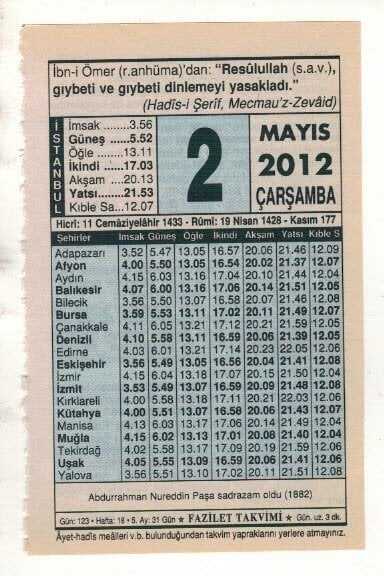 İbn-i Ömer (r.anhüma)'dan: "Resûlullah (s.a.v.),
gıybeti ve gıybeti dinlemeyi yasakladı."
(Hadîs-i Şerîf, Mecmau'z-Zevâid)
İSTANBUL
İmsak ........3.56
Güneş ......5.52
Öğle .........13.11
İkindi ......17.03
Akşam ....20.13
Yatsı.......21.53
Kıble Sa...12.07
2
MAYIS
2012
ÇARŞAMBA
Hicrî: 11 Cemâziyelâhir 1433 - Rûmî: 19 Nisan 1428 - Kasım 177
Şehirler İmsak Güneş Öğle İkindi Akşam Yatsı Kıble S
Adapazarı 3.52 5.47 13.05 16.57 20.06 21.46 12.09
Afyon 4.00 5.50 13.05 16.54 20.02 21.37 12.07
Aydın 4.15 6.03 13.16 17.04 20.10 21.44 12.04
Balıkesir 4.07 6.00 13.16 17.06 20.14 21.51 12.05
Bilecik 3.56 5.50 13.07 16.58 20.07 21.46 12.08
Bursa 3.59 5.53 13.11 17.02 20.11 21.49 12.07
Çanakkale 4.11 6.05 13.21 17.12 20.21 21.59 12.05
Denizli 4.10 5.58 13.11 16.59 20.06 21.39 12.05
Edirne 4.03 6.01 13.21 17.14 20.23 22.05 12.06
Eskişehir 3.56 5.49 13.05 16.56 20.04 21.41 12.08
İzmir 4.15 6.04 13.18 17.07 20.15 21.50 12.04
İzmit 3.53 5.49 13.07 16.59 20.09 21.48 12.08
Kırklareli 4.00 5.58 13.18 17.11 20.21 22.03 12.06
Kütahya 4.00 5.51 13.07 16.58 20.06 21.43 12.07
Manisa 4.13 6.03 13.17 17.06 20.14 21.49 12.04
Muğla 4.15 6.02 13.13 17.01 20.08 21.40 12.04
Tekirdağ 4.02 5.58 13.17 17.09 20.19 21.59 12.06
Uşak 4.05 5.55 13.09 16.59 20.06 21.41 12.06
Yalova 3.56 5.51 13.10 17.02 20.11 21.51 12.08
Abdurrahman Nureddin Paşa sadrazam oldu (1882)
Gün: 123 • Hafta: 18 • 5. Ay: 31 Gün ★ FAZİLET TAKVİMİ ★ Gün. uz. 3 dk.
Âyet-hadîs meâlleri v.b. bulunduğundan takvim yapraklarını yerlere atmayınız.